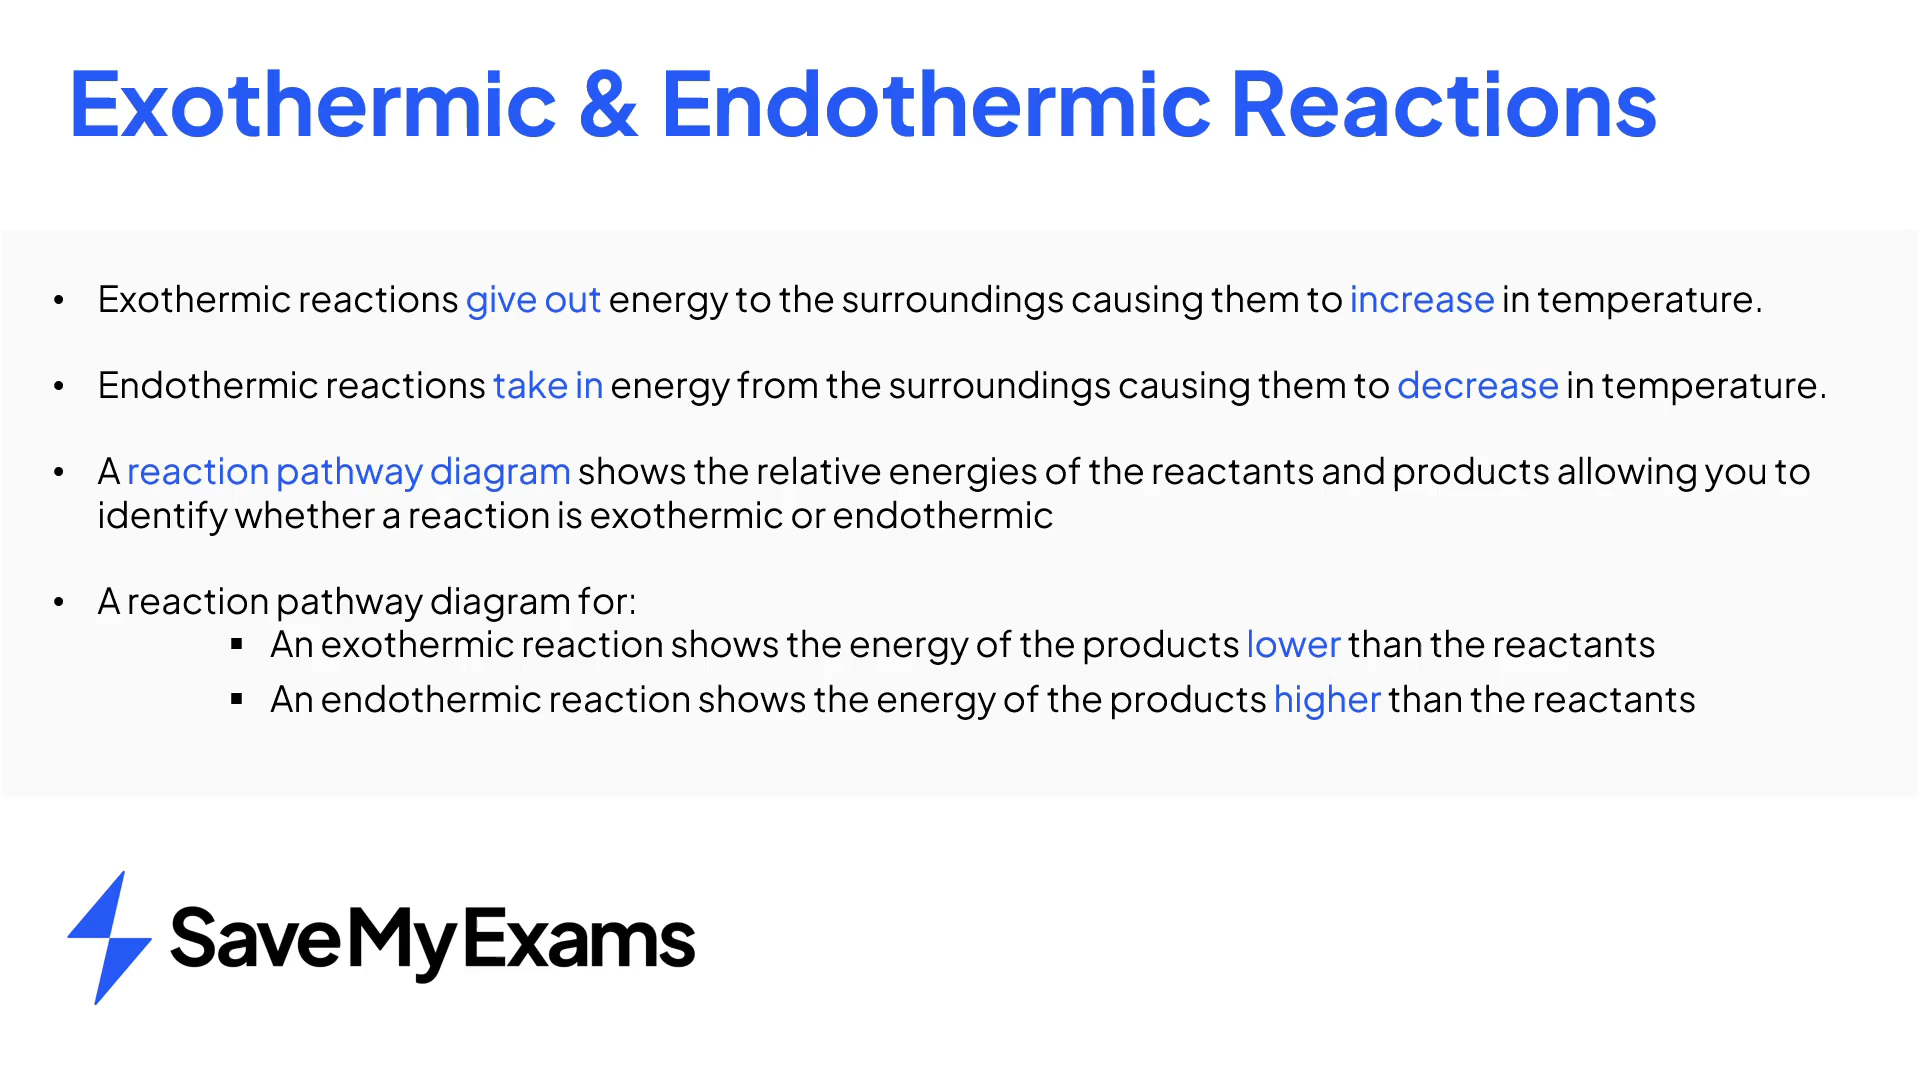 Exothermic & Endothermic Reactions
• Exothermic reactions give out energy to the surroundings causing them to increase in temperature.
• Endothermic reactions take in energy from the surroundings causing them to decrease in temperature.
• A reaction pathway diagram shows the relative energies of the reactants and products allowing you to
identify whether a reaction is exothermic or endothermic
• A reaction pathway diagram for:
▪ An exothermic reaction shows the energy of the products lower than the reactants
▪ An endothermic reaction shows the energy of the products higher than the reactants
SaveMyExams